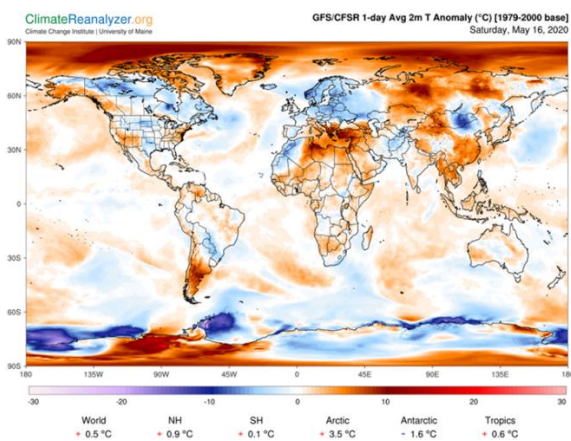 ClimateReanalyzer.org
Climate Change Institute | University of Maine
GFS/CFSR 1-day Avg 2m T Anomaly (°C) [1979-2000 base]
Saturday, May 16, 2020
90N
60N
30N
0
30S
60S
90S
180 135W 90W 45W 0 45E 90E 135E 18
-30 -20 -10 0 10 20 30
World NH SH Arctic Antarctic Tropics
+ 0.5 °C + 0.9 °C + 0.1 °C + 3.5 °C - 1.6 °C + 0.6 °C